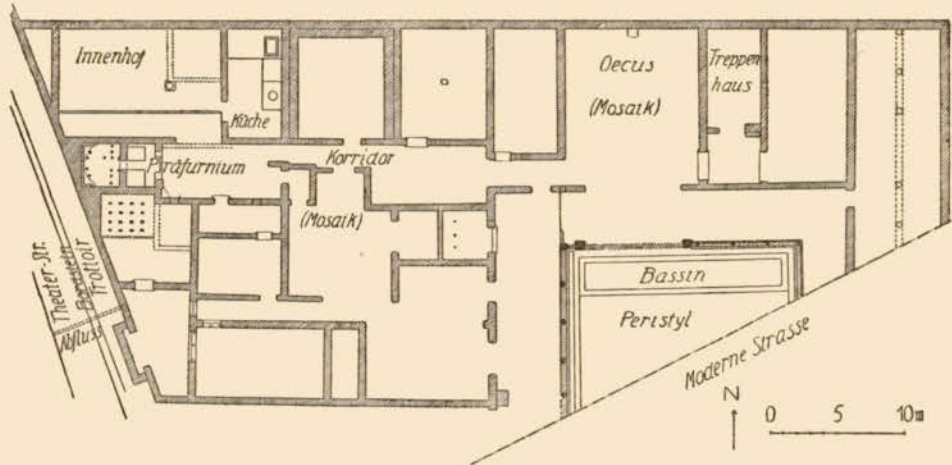 Innenhof
Küche
Oecus
(Mosaik)
Treppen
haus
Präfurnium
Korridor
(Mosaik)
Bassin
Peristyl
Theater-Str.
Bordstein
Trottoir
Abfluss
Moderne Strasse
N
0 5 10m